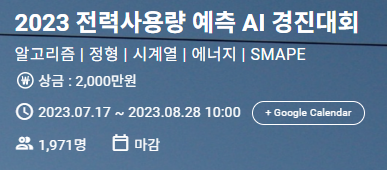 2023 전력사용량 예측 AI 경진대회
알고리즘 | 정형 | 시계열 | 에너지 | SMAPE
₩ 상금 : 2,000만원
2023.07.17 ~ 2023.08.28 10:00 + Google Calendar
1,971명 마감